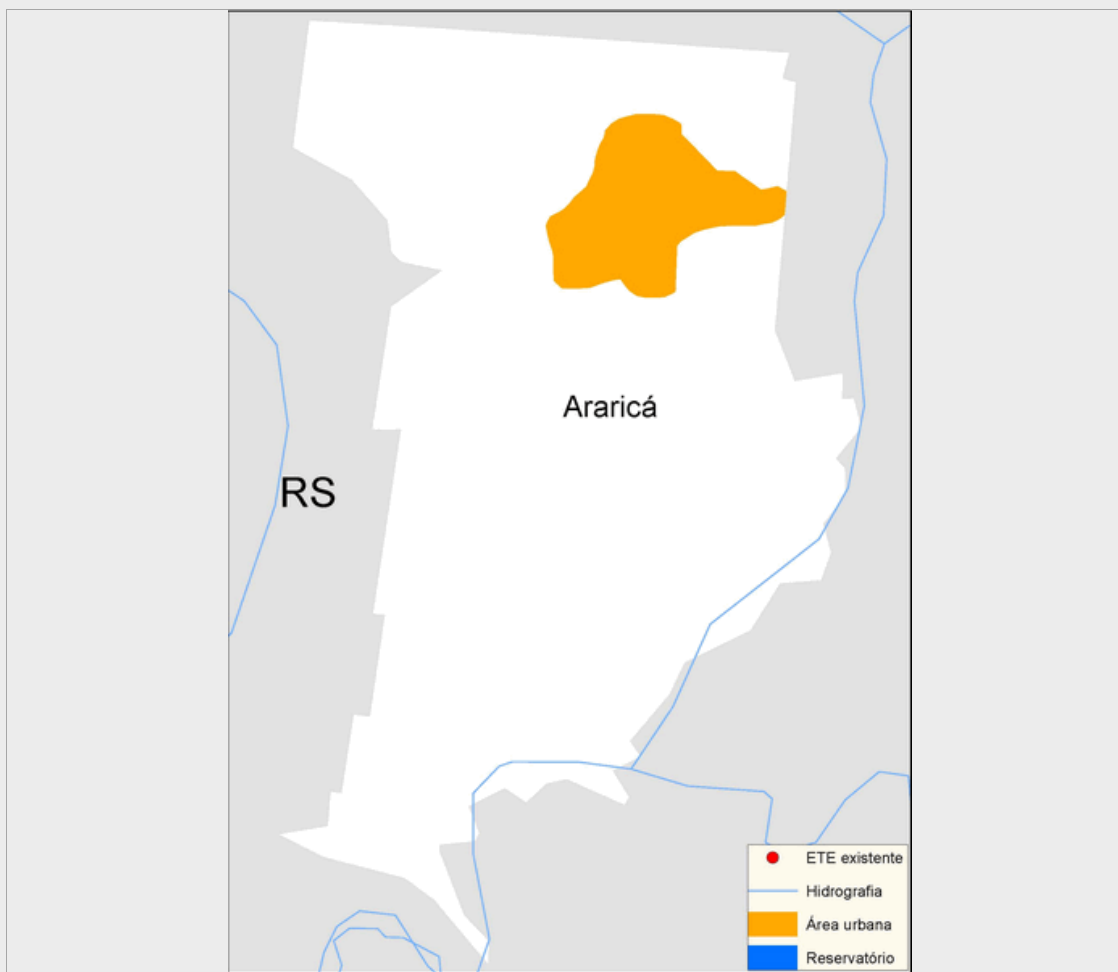 Araricá
RS
ETE existente
Hidrografia
Área urbana
Reservatório